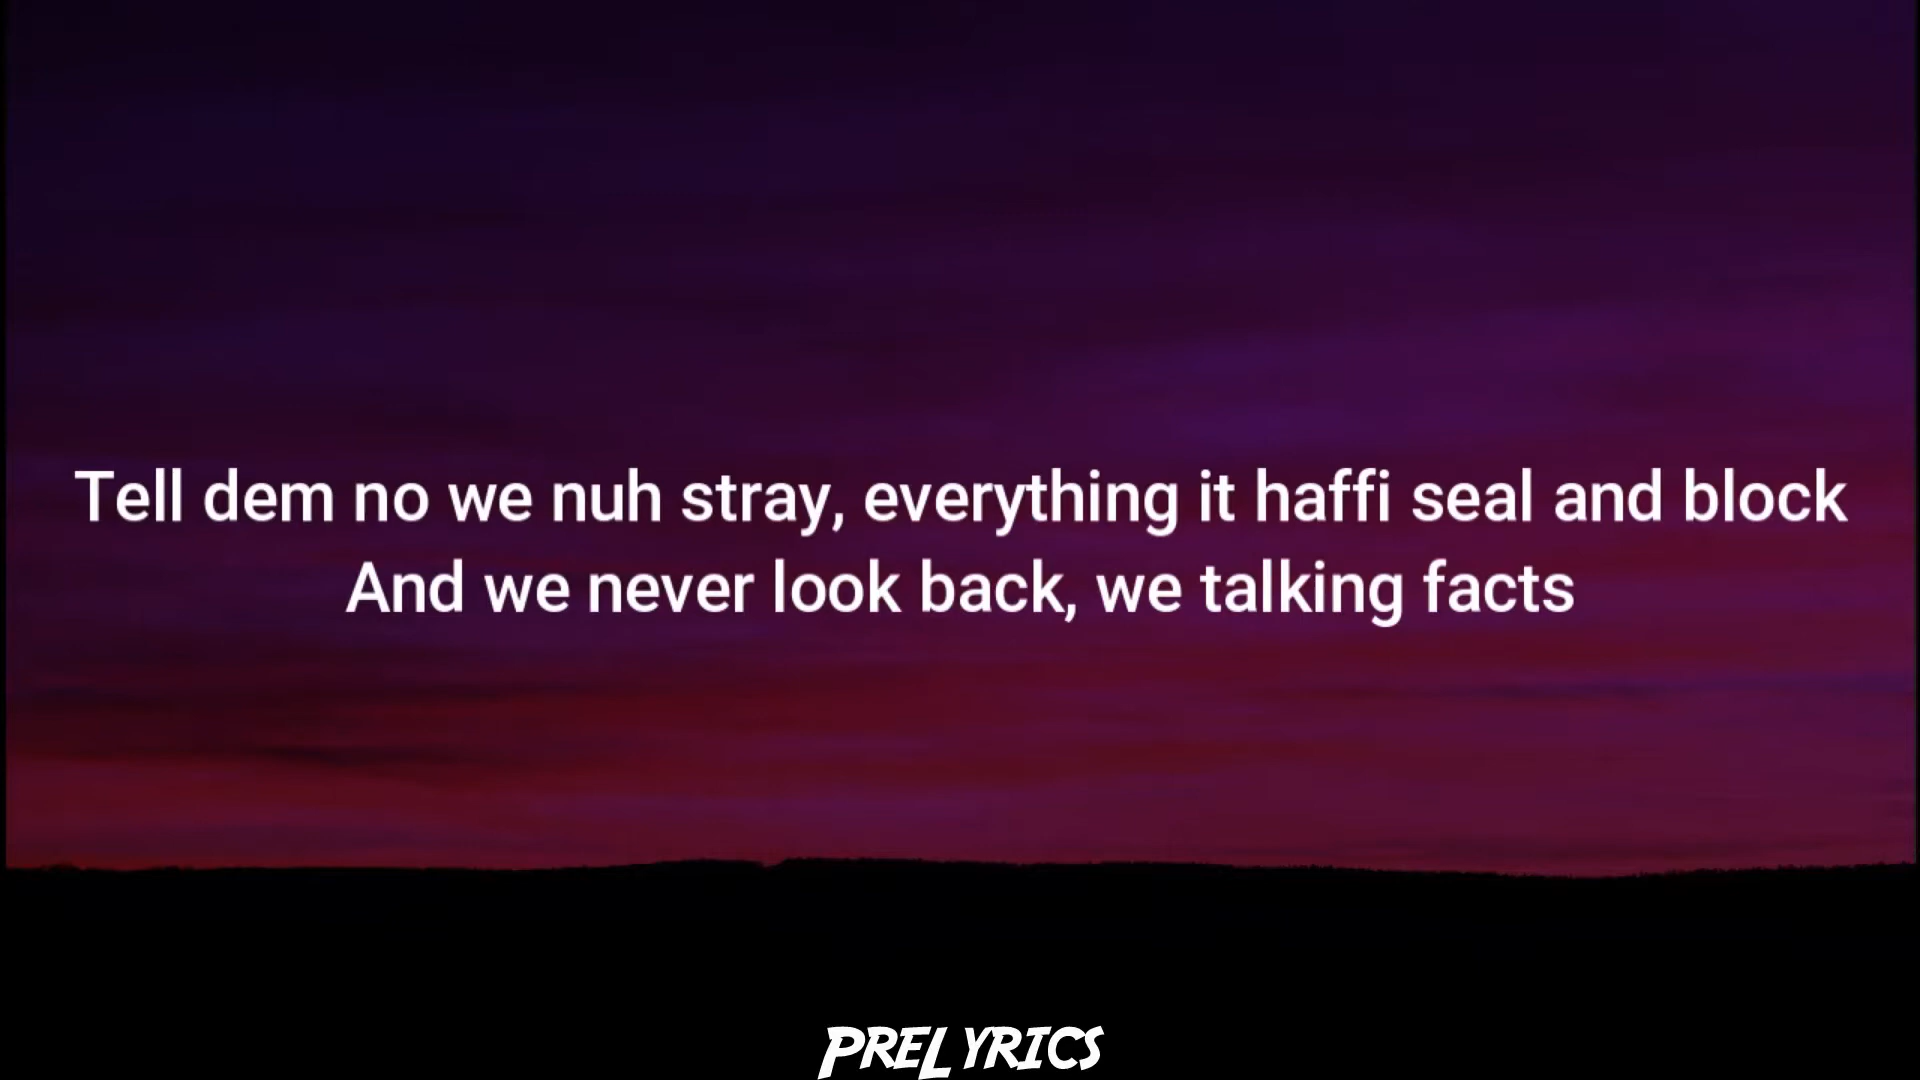 Tell dem no we nuh stray, everything it haffi seal and block
And we never look back, we talking facts
PRELYRICS